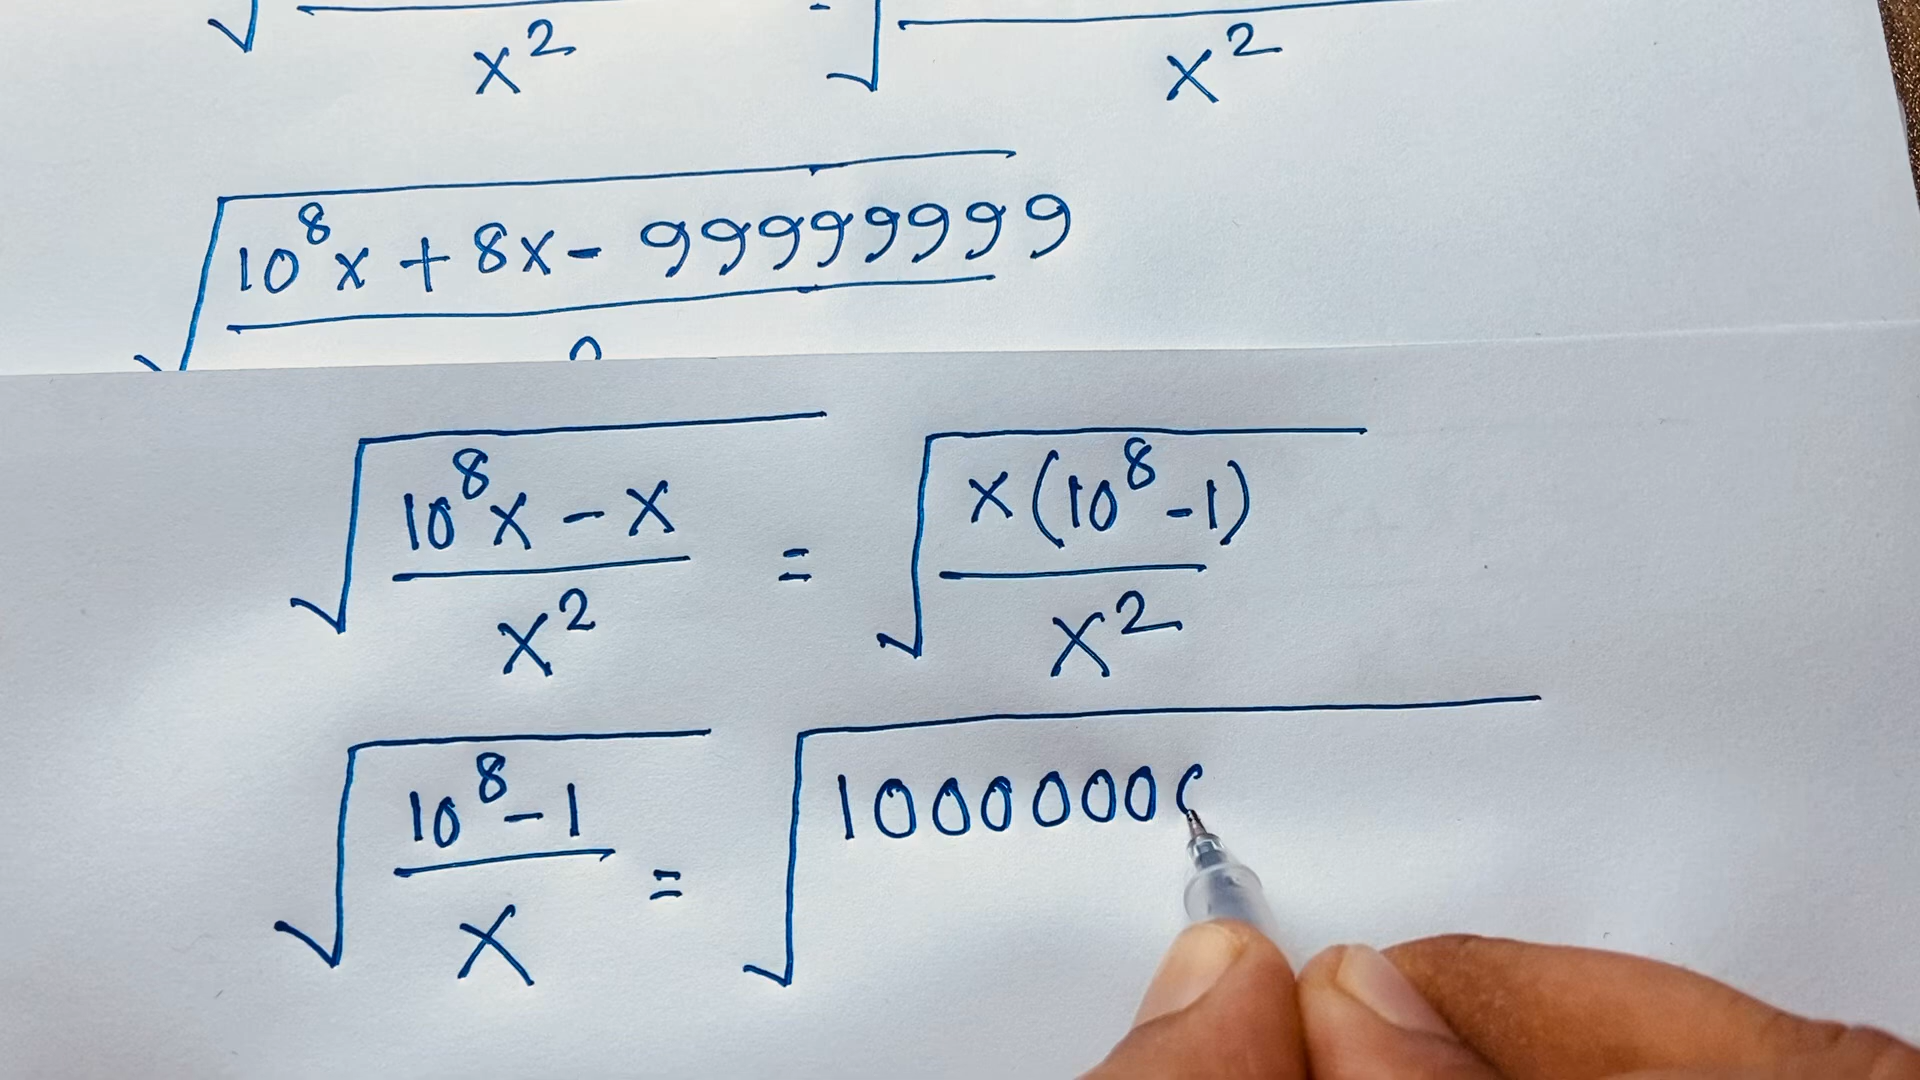 √ x² = √ x²
√(10⁸x + 8x - 99999999)
√((10⁸x - x)/x²) = √((x(10⁸ - 1))/x²)
√((10⁸ - 1)/x) = √(1000000